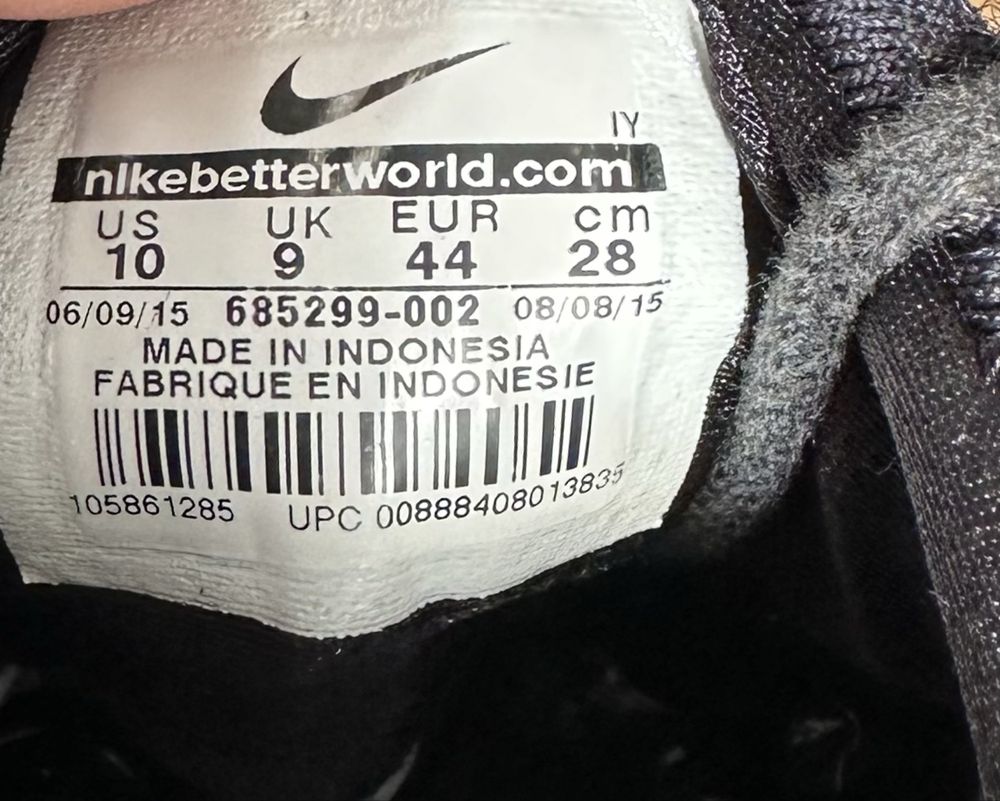 IY
nikebetterworld.com
US UK EUR cm
10 9 44 28
06/09/15 685299-002 08/08/15
MADE IN INDONESIA
FABRIQUE EN INDONESIE
105861285 UPC 00888408013835